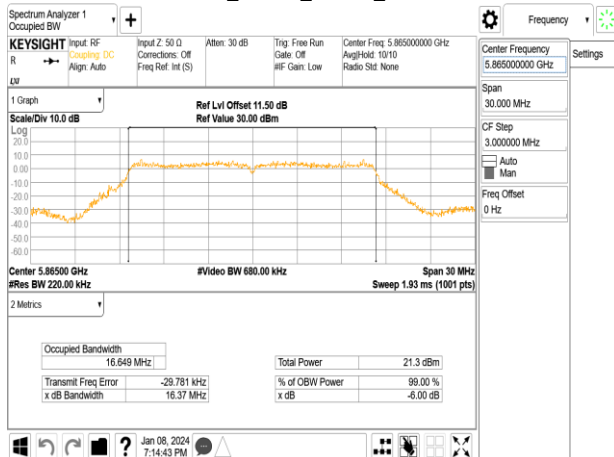 Spectrum Analyzer 1
Occupied BW
Frequency
KEYSIGHT
Input: RF
Coupling: DC
Align: Auto
Input Z: 50 Ω
Corrections: Off
Freq Ref: Int (S)
Atten: 30 dB
Trig: Free Run
Gate: Off
#IF Gain: Low
Center Freq: 5.865000000 GHz
Avg|Hold: 10/10
Radio Std: None
R
LXI
Center Frequency
5.865000000 GHz
Settings
Span
30.000 MHz
CF Step
3.000000 MHz
Auto
Man
Freq Offset
0 Hz
1 Graph
Ref Lvl Offset 11.50 dB
Scale/Div 10.0 dB
Ref Value 30.00 dBm
Log
20.0
10.0
0.00
-10.0
-20.0
-30.0
-40.0
-50.0
-60.0
Center 5.86500 GHz
#Video BW 680.00 kHz
Span 30 MHz
#Res BW 220.00 kHz
Sweep 1.93 ms (1001 pts)
2 Metrics
Occupied Bandwidth
16.649 MHz
Total Power 21.3 dBm
Transmit Freq Error -29.781 kHz
% of OBW Power 99.00 %
x dB Bandwidth 16.37 MHz
x dB -6.00 dB
Jan 08, 2024
7:14:43 PM